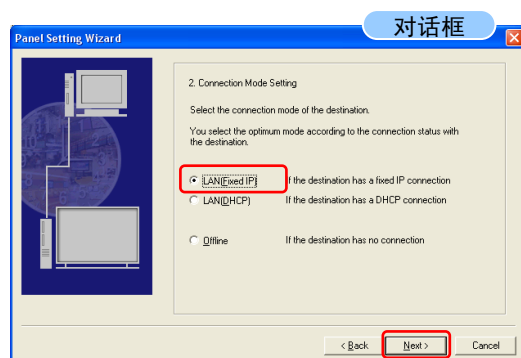 对话框
Panel Setting Wizard
2. Connection Mode Setting
Select the connection mode of the destination.
You select the optimum mode according to the connection status with
the destination.
LAN(Fixed IP) If the destination has a fixed IP connection
LAN(DHCP) If the destination has a DHCP connection
Offline If the destination has no connection
< Back Next > Cancel